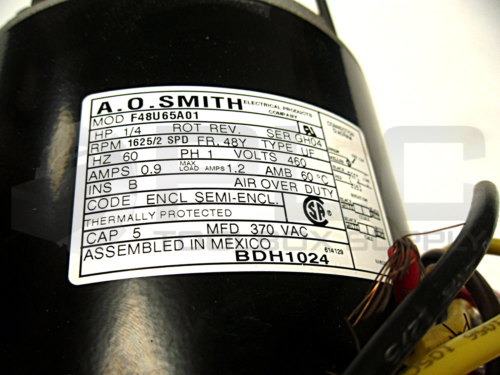 A.O.SMITH ELECTRICAL PRODUCTS COMPANY
MOD F48U65A01
HP 1/4 ROT REV. SER GH04
RPM 1625/2 SPD FR. 48Y TYPE UF
HZ 60 PH 1 VOLTS 460
AMPS 0.9 MAX LOAD AMPS 1.2 AMB 60°C
INS B AIR OVER DUTY
CODE ENCL SEMI-ENCL.
THERMALLY PROTECTED
CAP 5 MFD 370 VAC
ASSEMBLED IN MEXICO 614129
BDH1024